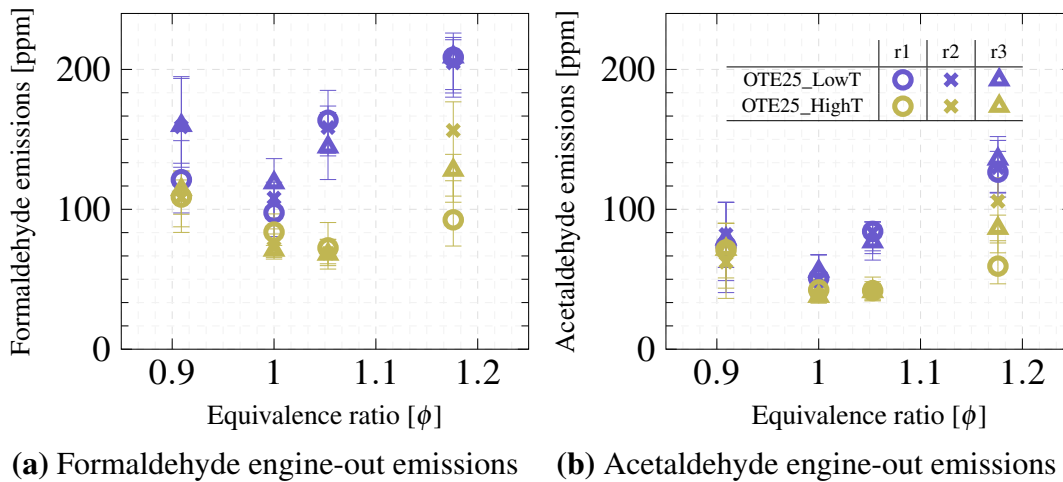 Formaldehyde emissions [ppm]
200
100
0
0.9 1 1.1 1.2
Equivalence ratio [ϕ]
(a) Formaldehyde engine-out emissions
Acetaldehyde emissions [ppm]
r1 r2 r3
OTE25_LowT
OTE25_HighT
200
100
0
0.9 1 1.1 1.2
Equivalence ratio [ϕ]
(b) Acetaldehyde engine-out emissions